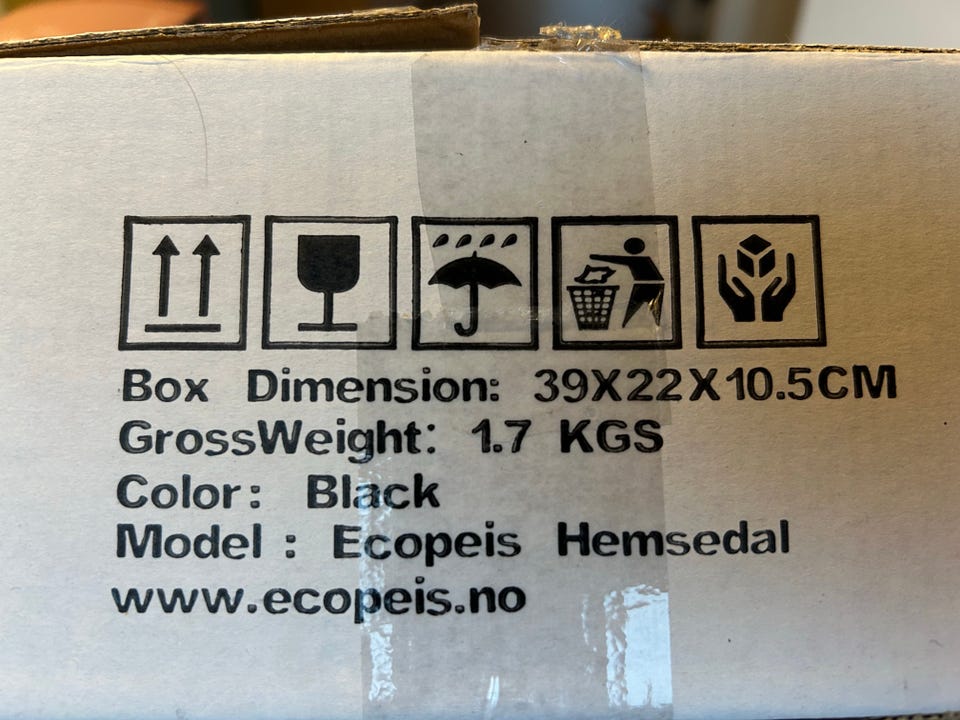 Box Dimension: 39X22X10.5CM
GrossWeight: 1.7 KGS
Color: Black
Model : Ecopeis Hemsedal
www.ecopeis.no